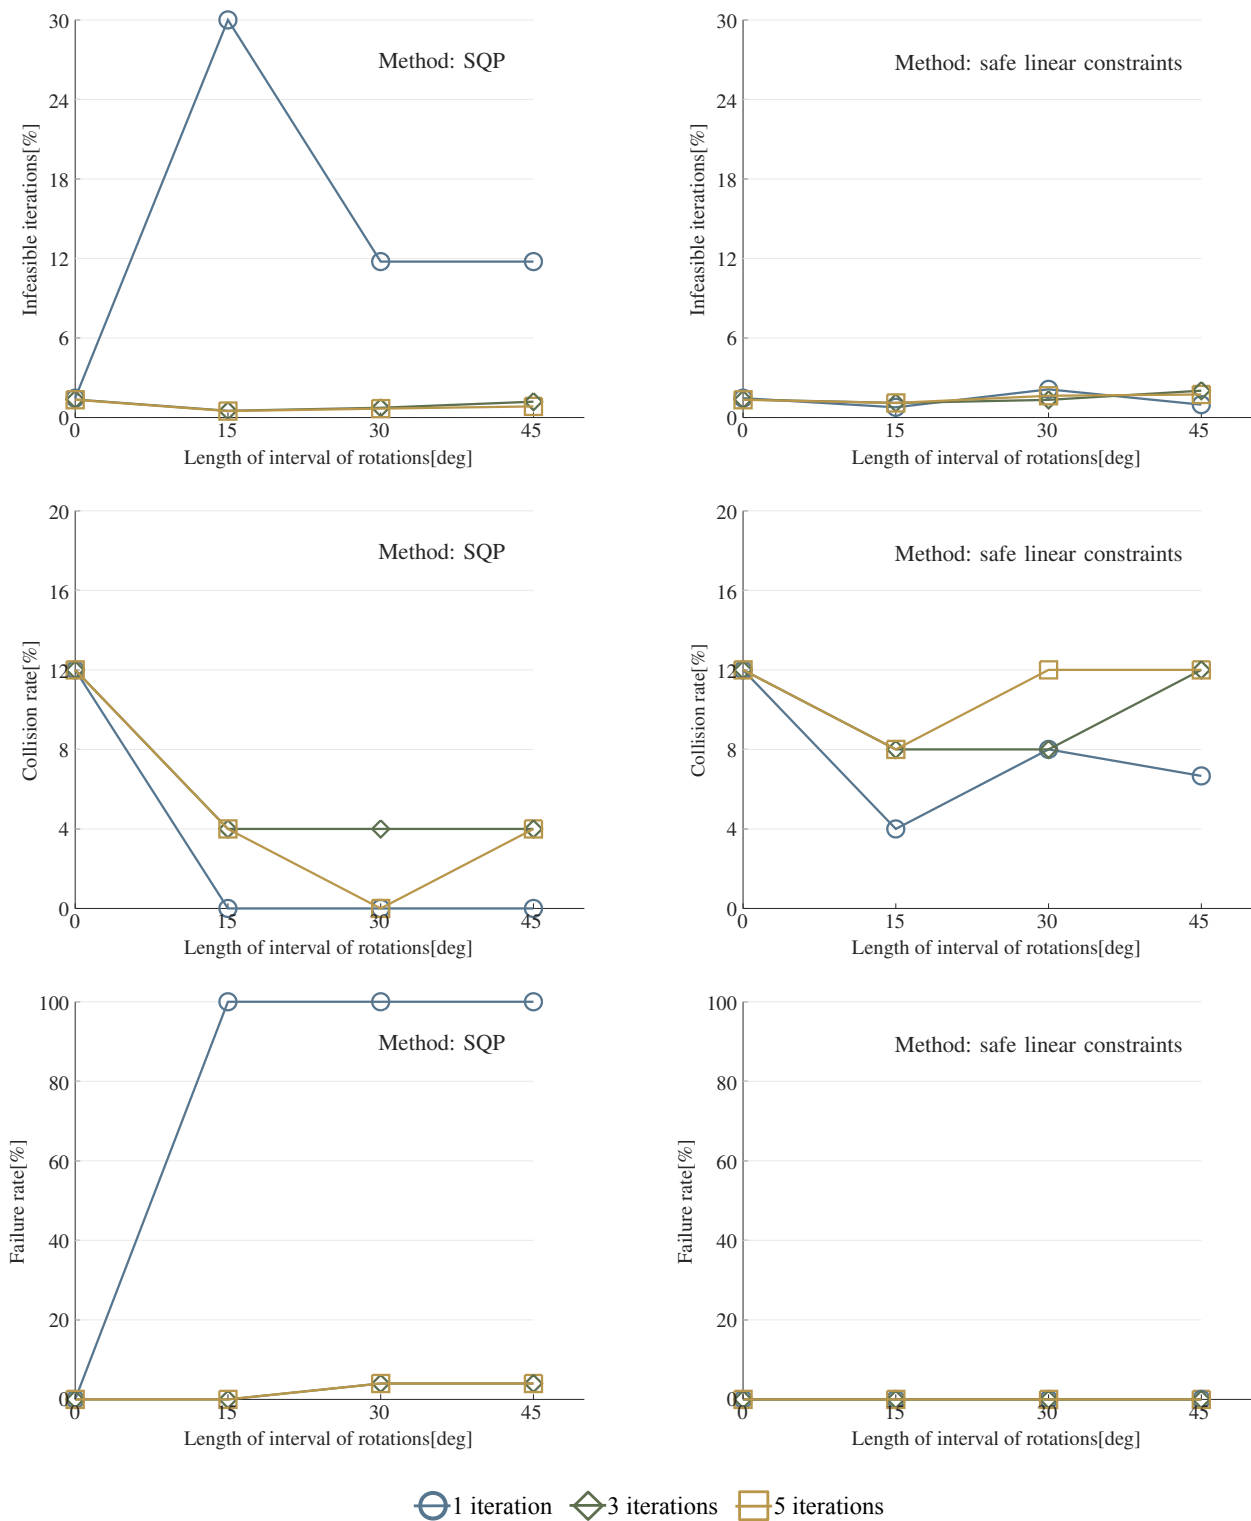 30
24
18
12
6
0
Infeasible iterations[%]
Method: SQP
0 15 30 45
Length of interval of rotations[deg]
30
24
18
12
6
0
Infeasible iterations[%]
Method: safe linear constraints
0 15 30 45
Length of interval of rotations[deg]
20
16
12
8
4
0
Collision rate[%]
Method: SQP
0 15 30 45
Length of interval of rotations[deg]
20
16
12
8
4
0
Collision rate[%]
Method: safe linear constraints
0 15 30 45
Length of interval of rotations[deg]
100
80
60
40
20
0
Failure rate[%]
Method: SQP
0 15 30 45
Length of interval of rotations[deg]
100
80
60
40
20
0
Failure rate[%]
Method: safe linear constraints
0 15 30 45
Length of interval of rotations[deg]
1 iteration 3 iterations 5 iterations